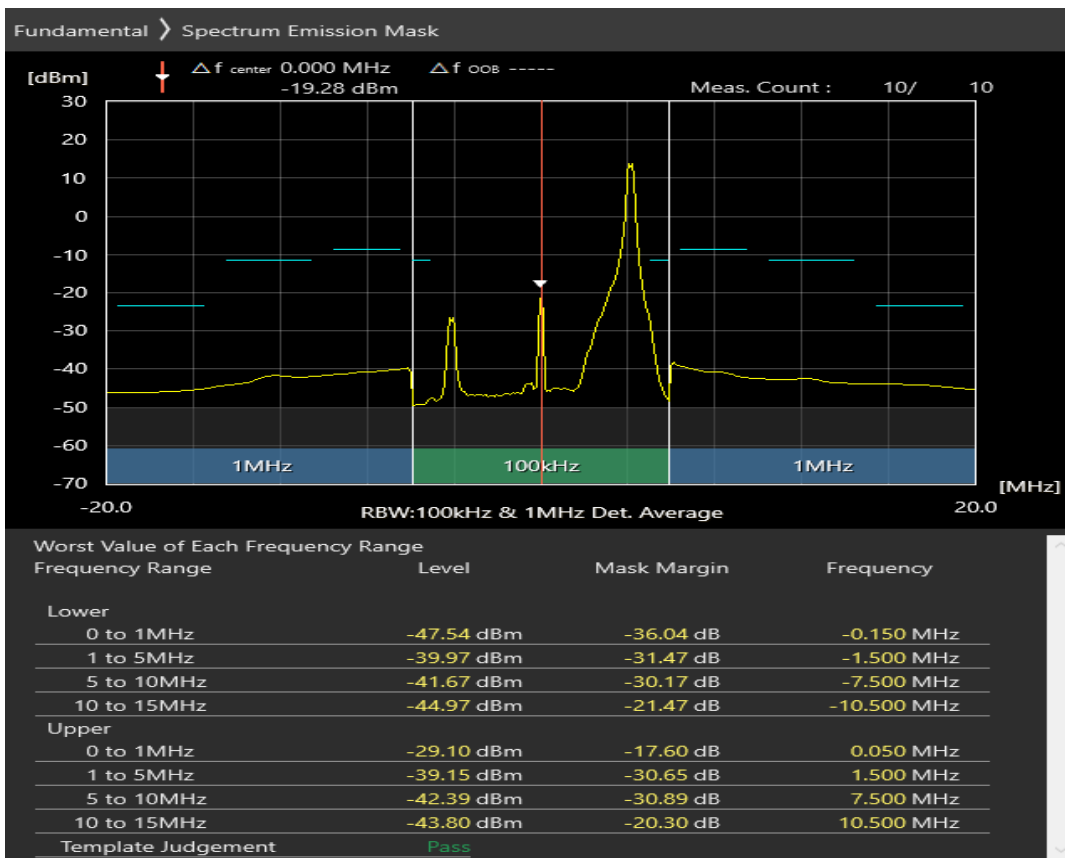 Fundamental ❯ Spectrum Emission Mask
[dBm] △f center 0.000 MHz △f OOB -----
-19.28 dBm Meas. Count : 10/ 10
30
20
10
0
-10
-20
-30
-40
-50
-60
-70
1MHz 100kHz 1MHz
[MHz]
-20.0 RBW:100kHz & 1MHz Det. Average 20.0
Worst Value of Each Frequency Range
Frequency Range Level Mask Margin Frequency
Lower
0 to 1MHz -47.54 dBm -36.04 dB -0.150 MHz
1 to 5MHz -39.97 dBm -31.47 dB -1.500 MHz
5 to 10MHz -41.67 dBm -30.17 dB -7.500 MHz
10 to 15MHz -44.97 dBm -21.47 dB -10.500 MHz
Upper
0 to 1MHz -29.10 dBm -17.60 dB 0.050 MHz
1 to 5MHz -39.15 dBm -30.65 dB 1.500 MHz
5 to 10MHz -42.39 dBm -30.89 dB 7.500 MHz
10 to 15MHz -43.80 dBm -20.30 dB 10.500 MHz
Template Judgement Pass